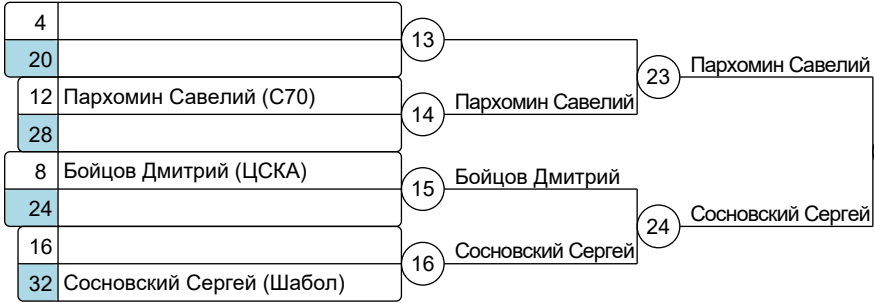 4
13
20
23 Пархомин Савелий
12 Пархомин Савелий (С70)
14 Пархомин Савелий
28
8 Бойцов Дмитрий (ЦСКА)
15 Бойцов Дмитрий
24
24 Сосновский Сергей
16
16 Сосновский Сергей
32 Сосновский Сергей (Шабол)